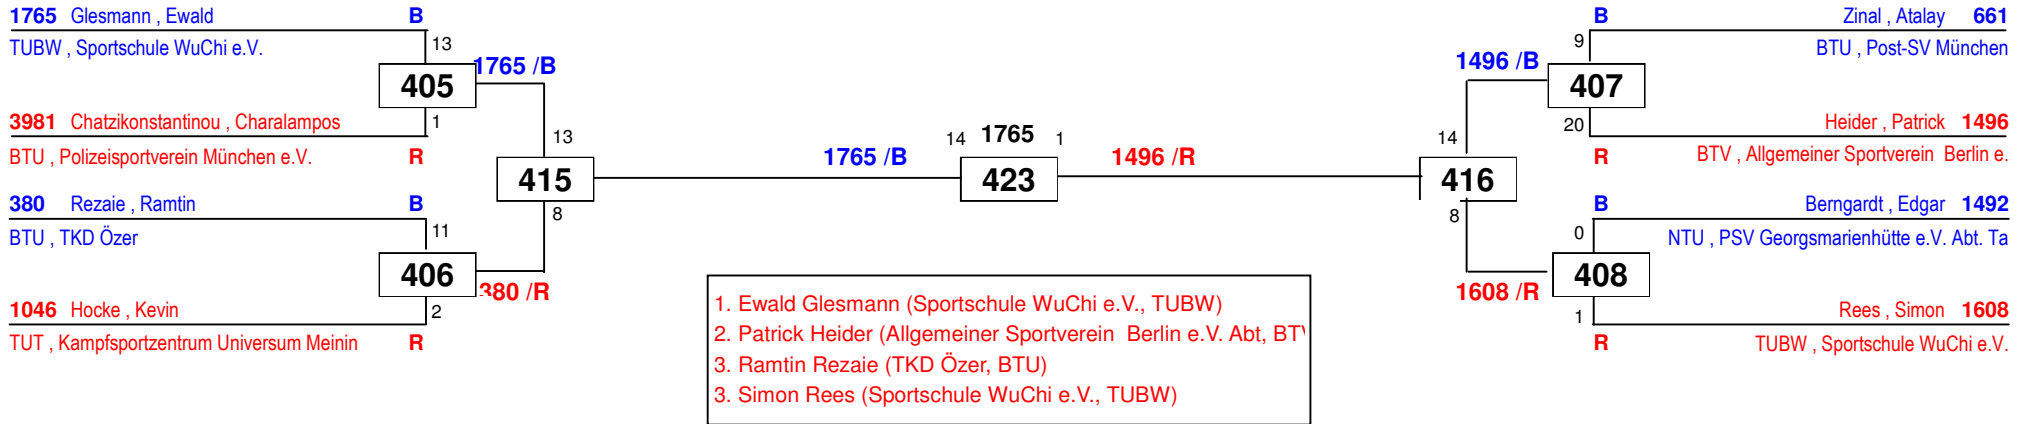 1765 Glesmann , Ewald B
TUBW , Sportschule WuChi e.V.
13
405
1765 /B
1
3981 Chatzikonstantinou , Charalampos
BTU , Polizeisportverein München e.V. R
13
415
8
380 Rezaie , Ramtin B
BTU , TKD Özer
11
406
380 /R
2
1046 Hocke , Kevin
TUT , Kampfsportzentrum Universum Meinin R
1765 /B
14 1765 1
423
1496 /R
B Zinal , Atalay 661
BTU , Post-SV München
9
1496 /B
407
20
Heider , Patrick 1496
R BTV , Allgemeiner Sportverein Berlin e.
14
416
8
B Berngardt , Edgar 1492
NTU , PSV Georgsmarienhütte e.V. Abt. Ta
0
408
1608 /R
1
Rees , Simon 1608
R TUBW , Sportschule WuChi e.V.
1. Ewald Glesmann (Sportschule WuChi e.V., TUBW)
2. Patrick Heider (Allgemeiner Sportverein Berlin e.V. Abt, BTV
3. Ramtin Rezaie (TKD Özer, BTU)
3. Simon Rees (Sportschule WuChi e.V., TUBW)